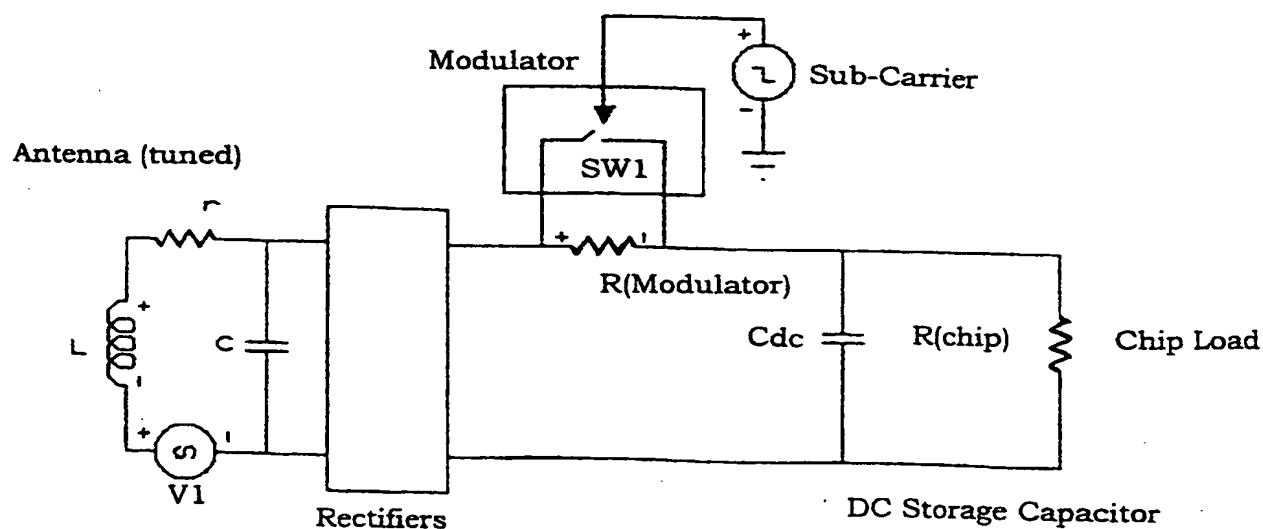 Modulator
+
Sub-Carrier
-
SW1
Antenna (tuned)
r
+ -
R(Modulator)
+
L
-
C
Cdc
R(chip)
Chip Load
+ -
S
V1
Rectifiers
DC Storage Capacitor